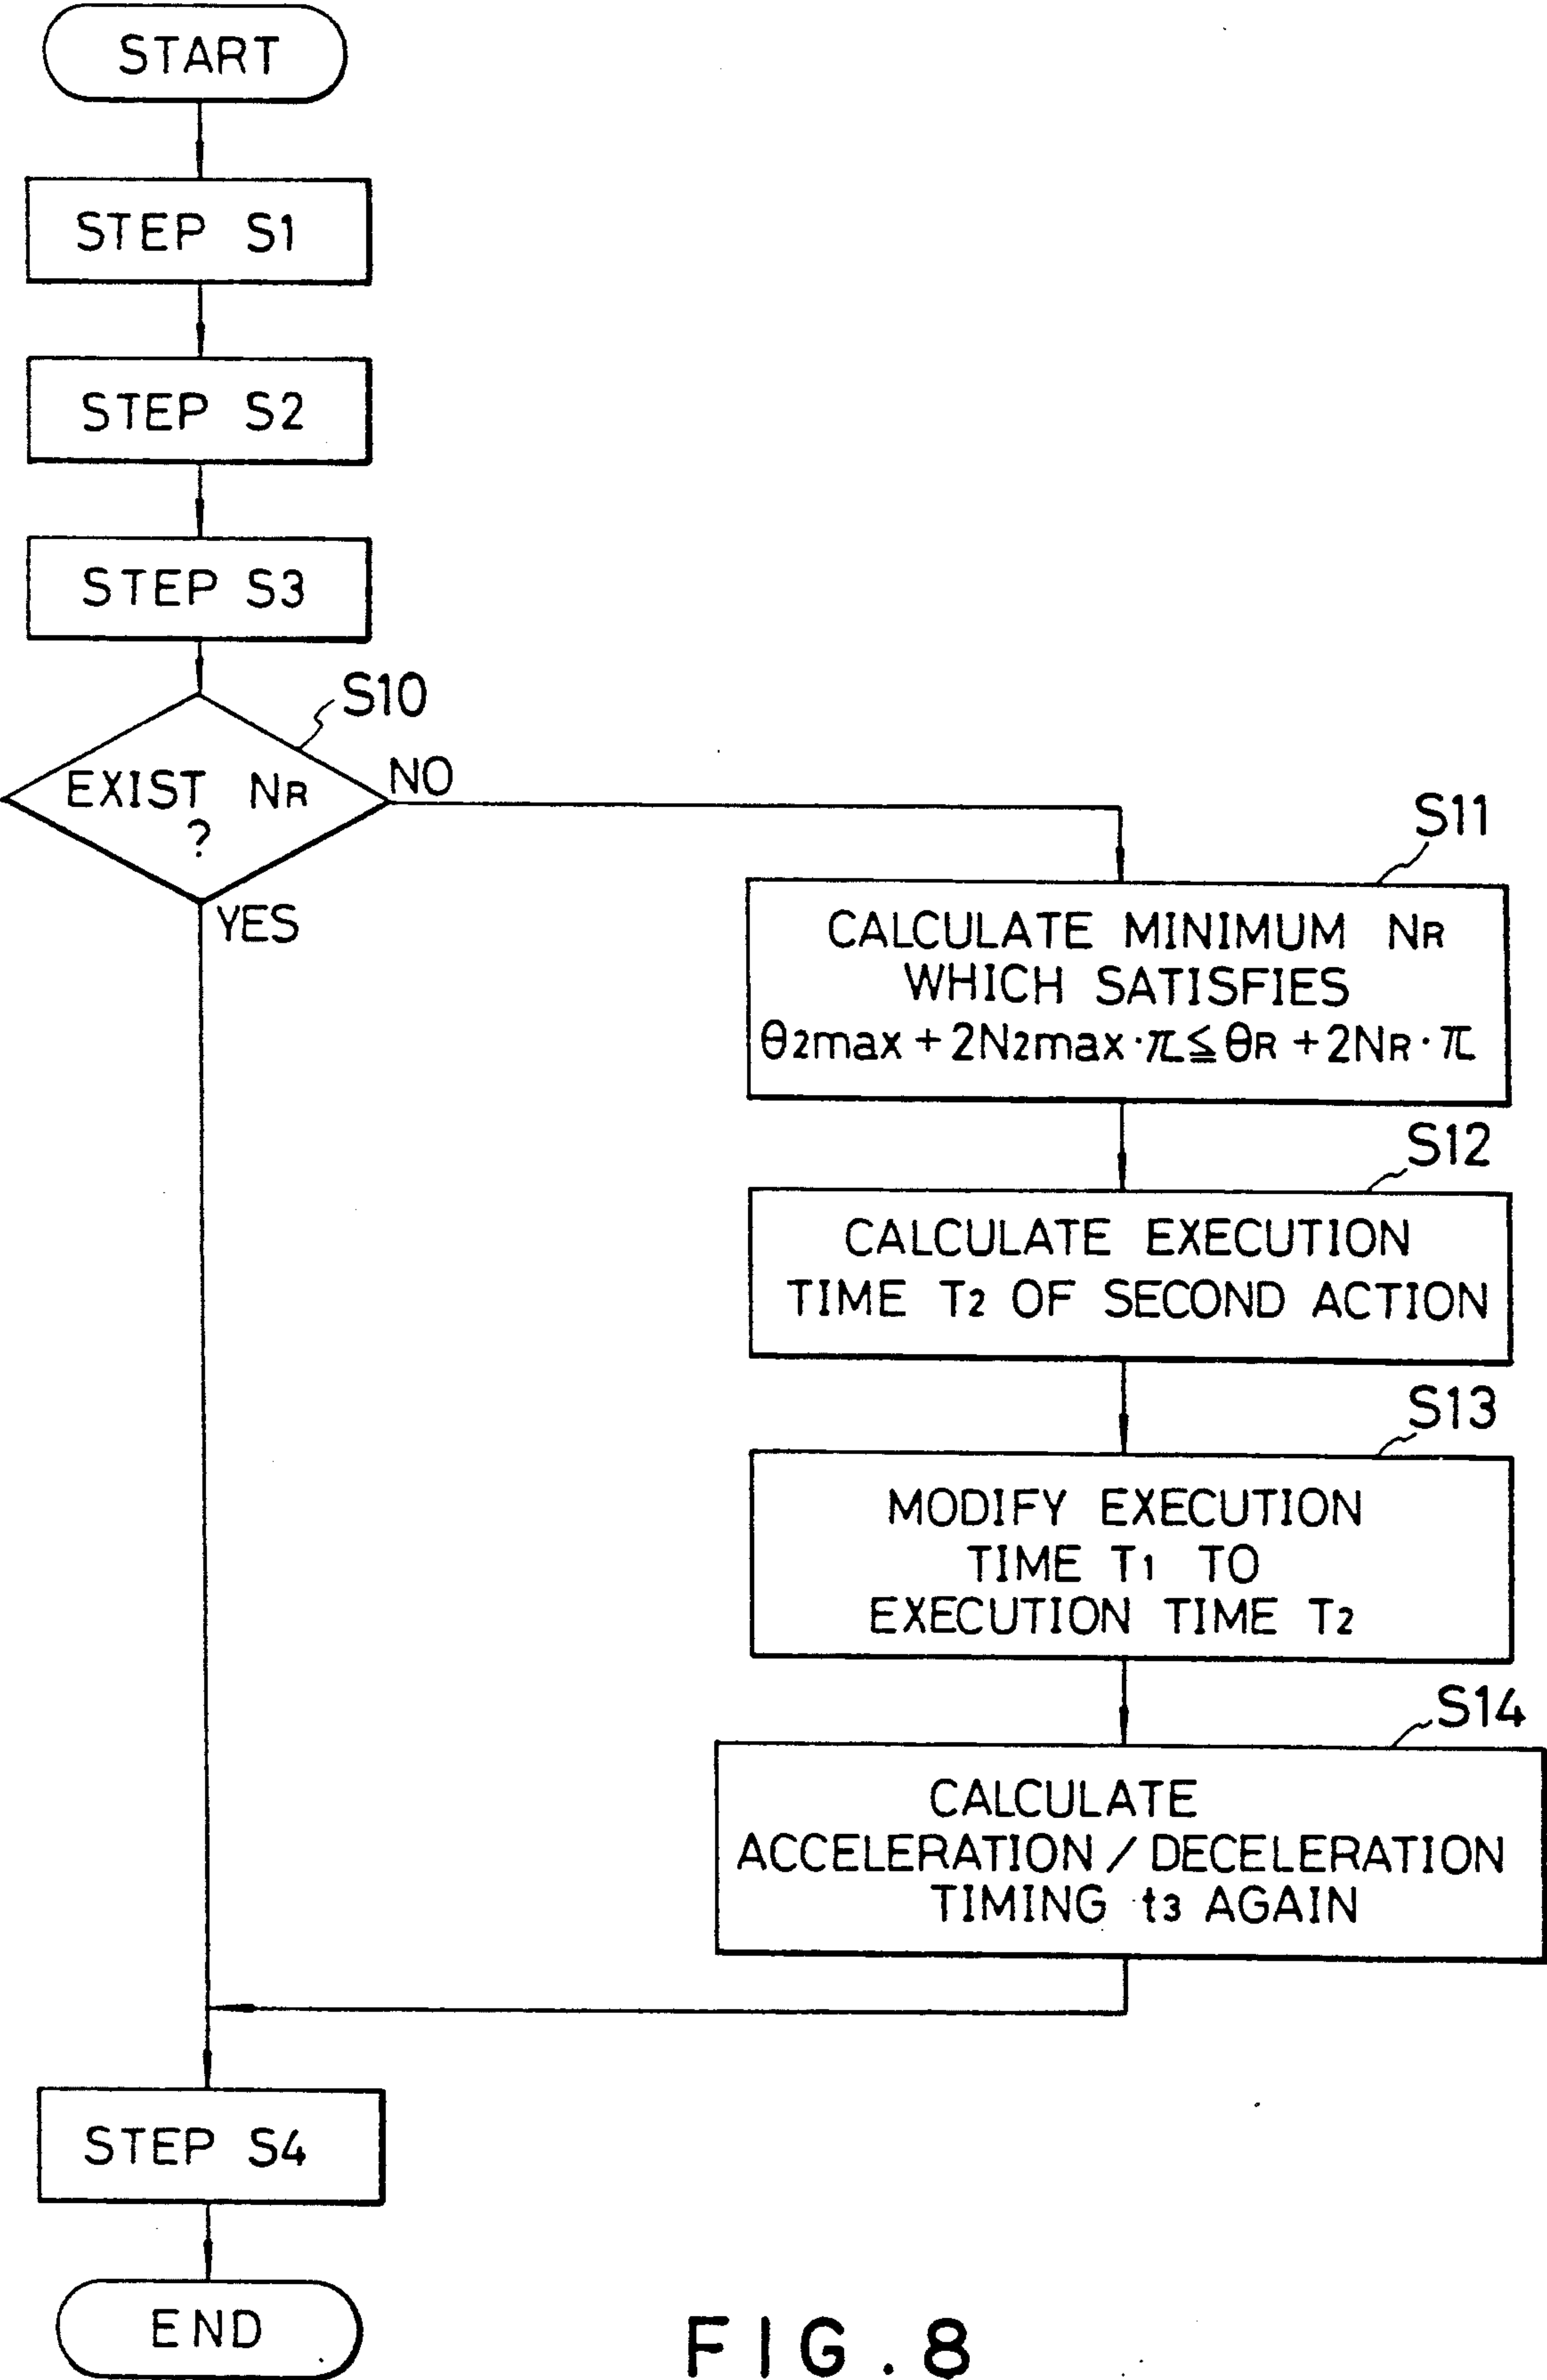 START
STEP S1
STEP S2
STEP S3
S10
EXIST NR
?
NO
YES
S11
CALCULATE MINIMUM NR
WHICH SATISFIES
θ2max + 2N2max·π ≦ θR + 2NR·π
S12
CALCULATE EXECUTION
TIME T2 OF SECOND ACTION
S13
MODIFY EXECUTION
TIME T1 TO
EXECUTION TIME T2
S14
CALCULATE
ACCELERATION / DECELERATION
TIMING t3 AGAIN
STEP S4
END
FIG. 8